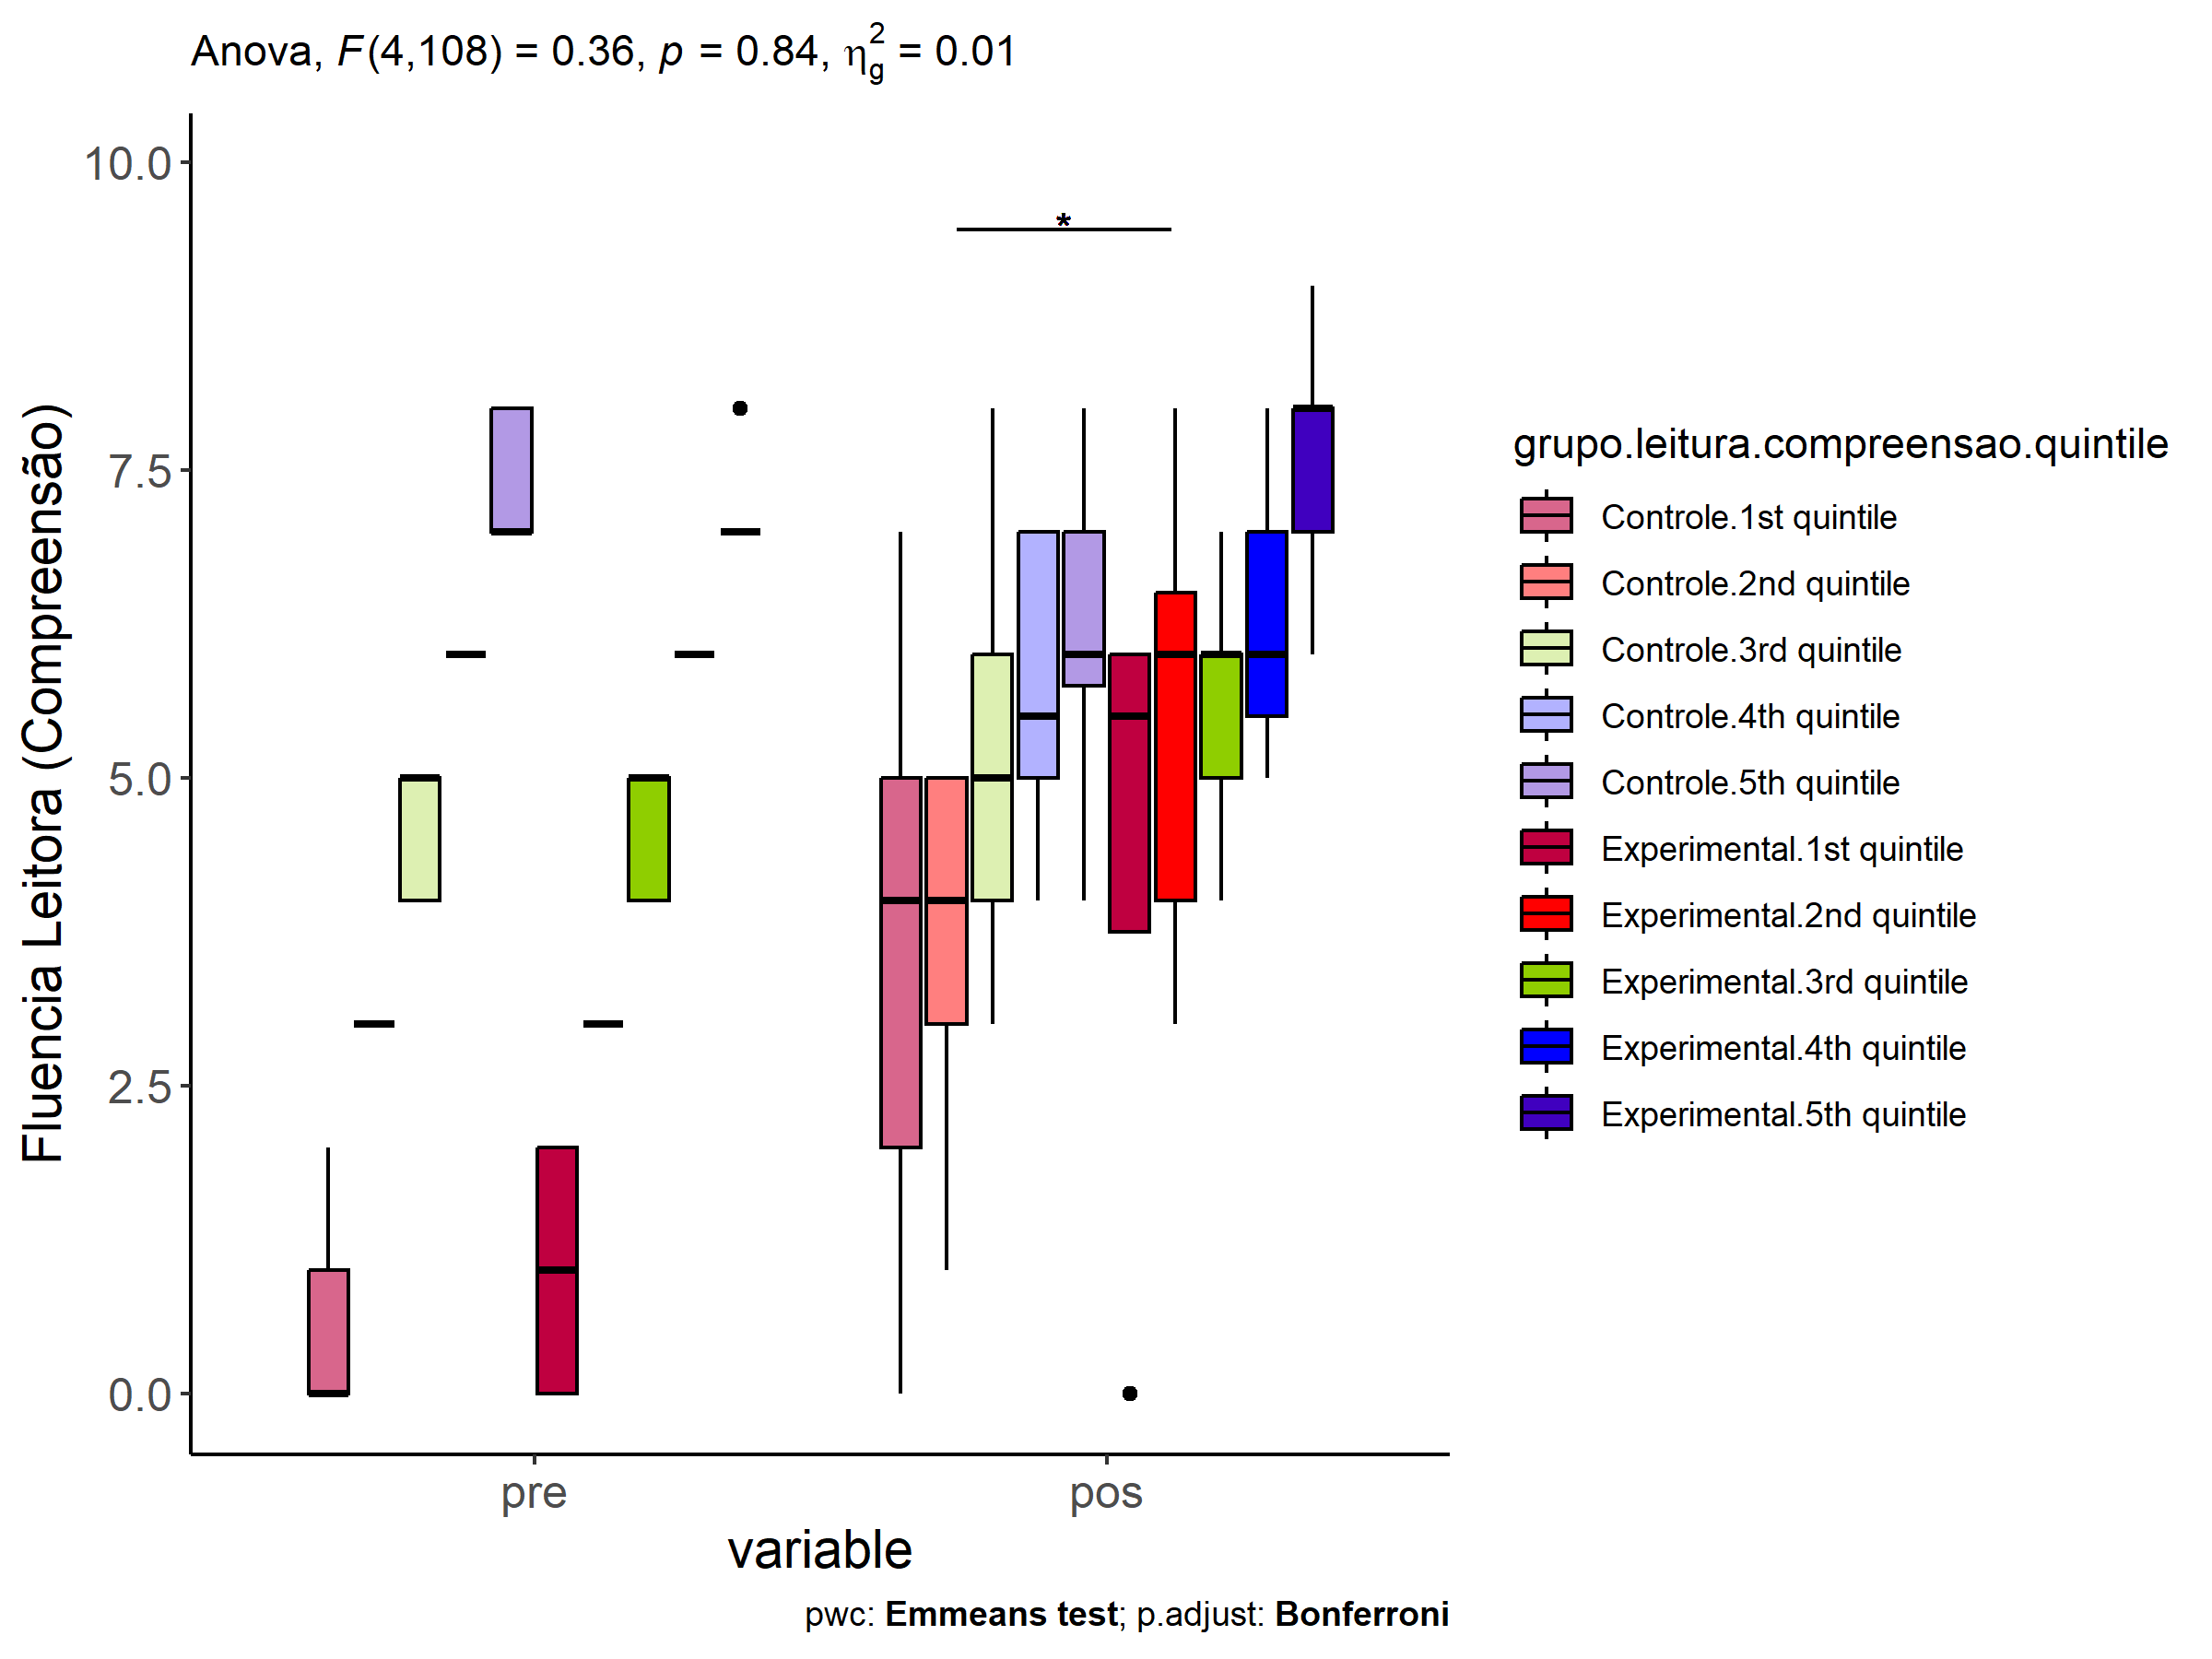 Anova, F(4,108) = 0.36, p = 0.84, η²g = 0.01
10.0
7.5
5.0
2.5
0.0
Fluencia Leitora (Compreensão)
*
pre
pos
variable
pwc: Emmeans test; p.adjust: Bonferroni
grupo.leitura.compreensao.quintile
Controle.1st quintile
Controle.2nd quintile
Controle.3rd quintile
Controle.4th quintile
Controle.5th quintile
Experimental.1st quintile
Experimental.2nd quintile
Experimental.3rd quintile
Experimental.4th quintile
Experimental.5th quintile